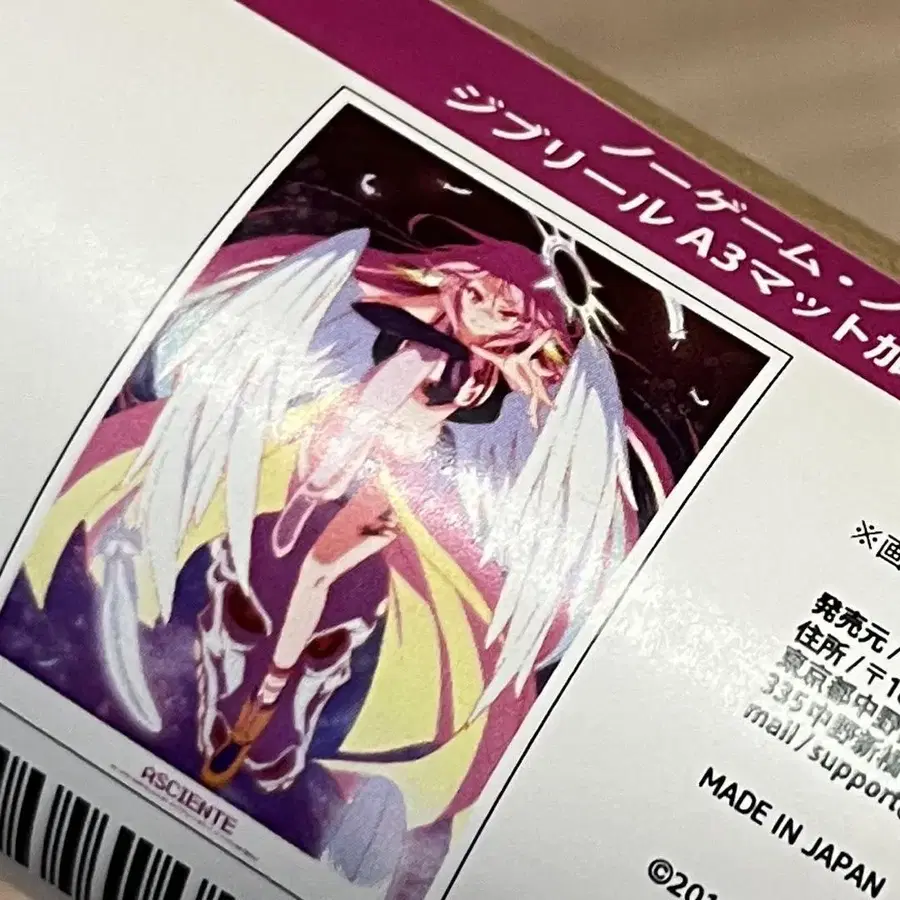 ノーゲーム・ノ
ジブリール A3マット加
ASCIENTE
※画
発売元 /
住所 / 〒1
東京都中野
335中野新橋
mail/support
MADE IN JAPAN
©201